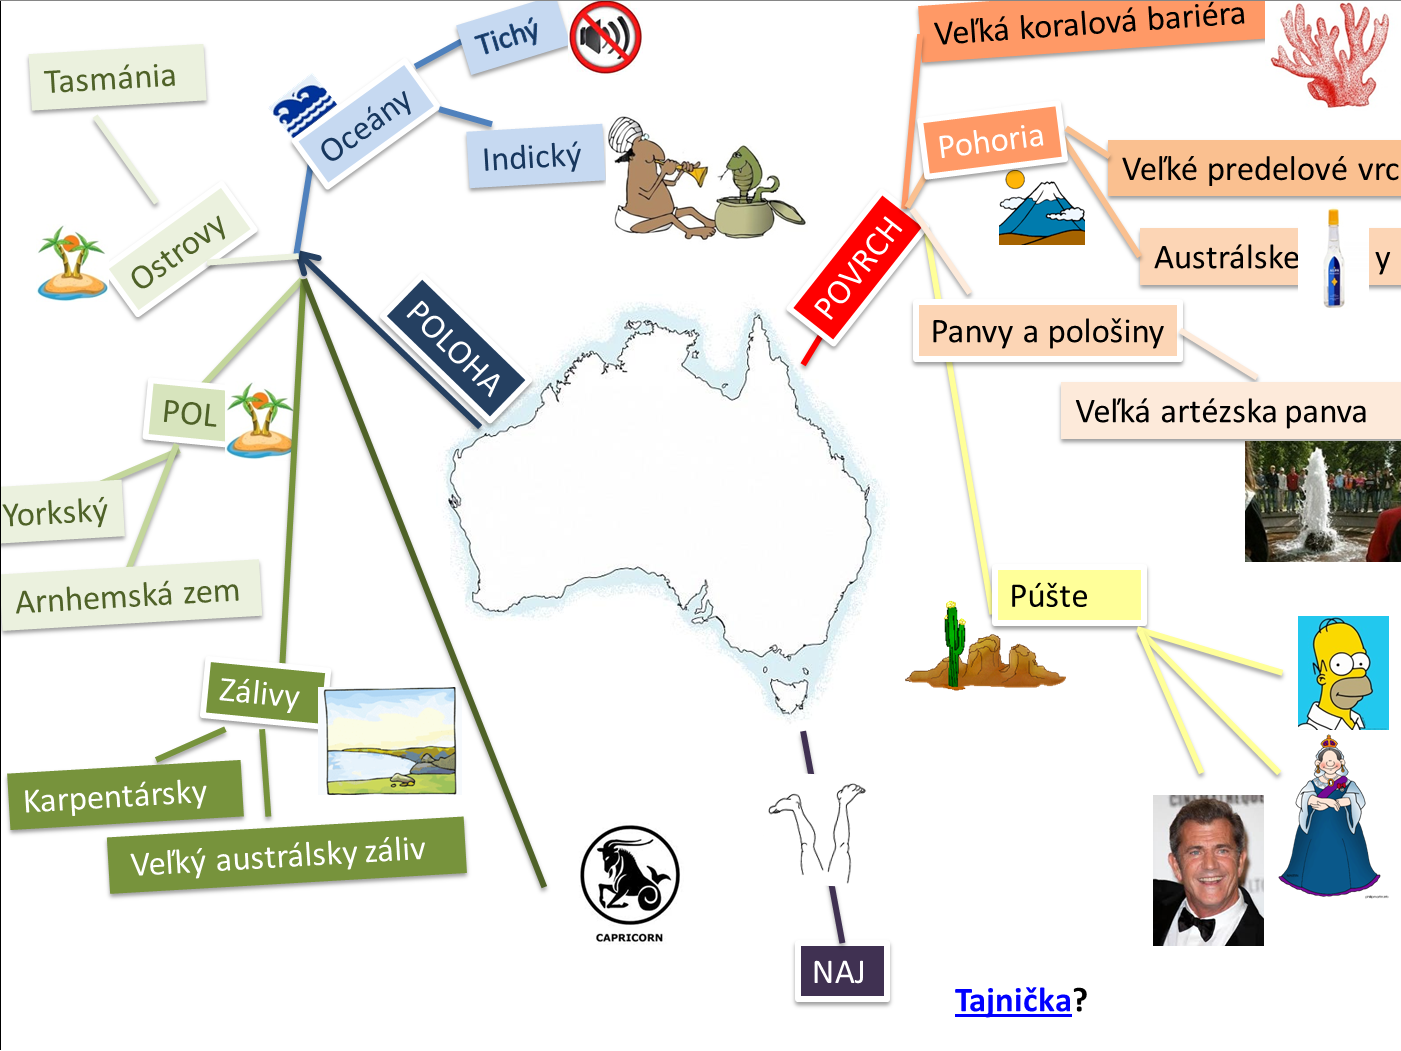 Tichý
Veľká koralová bariéra
Tasmánia
Oceány
Indický
Pohoria
Veľké predelové vrc
Ostrovy
POVRCH
Austrálske
y
POLOHA
Panvy a pološiny
POL
Veľká artézska panva
Yorkský
Arnhemská zem
Púšte
Zálivy
Karpentársky
Veľký austrálsky záliv
CAPRICORN
NAJ
Tajnička?